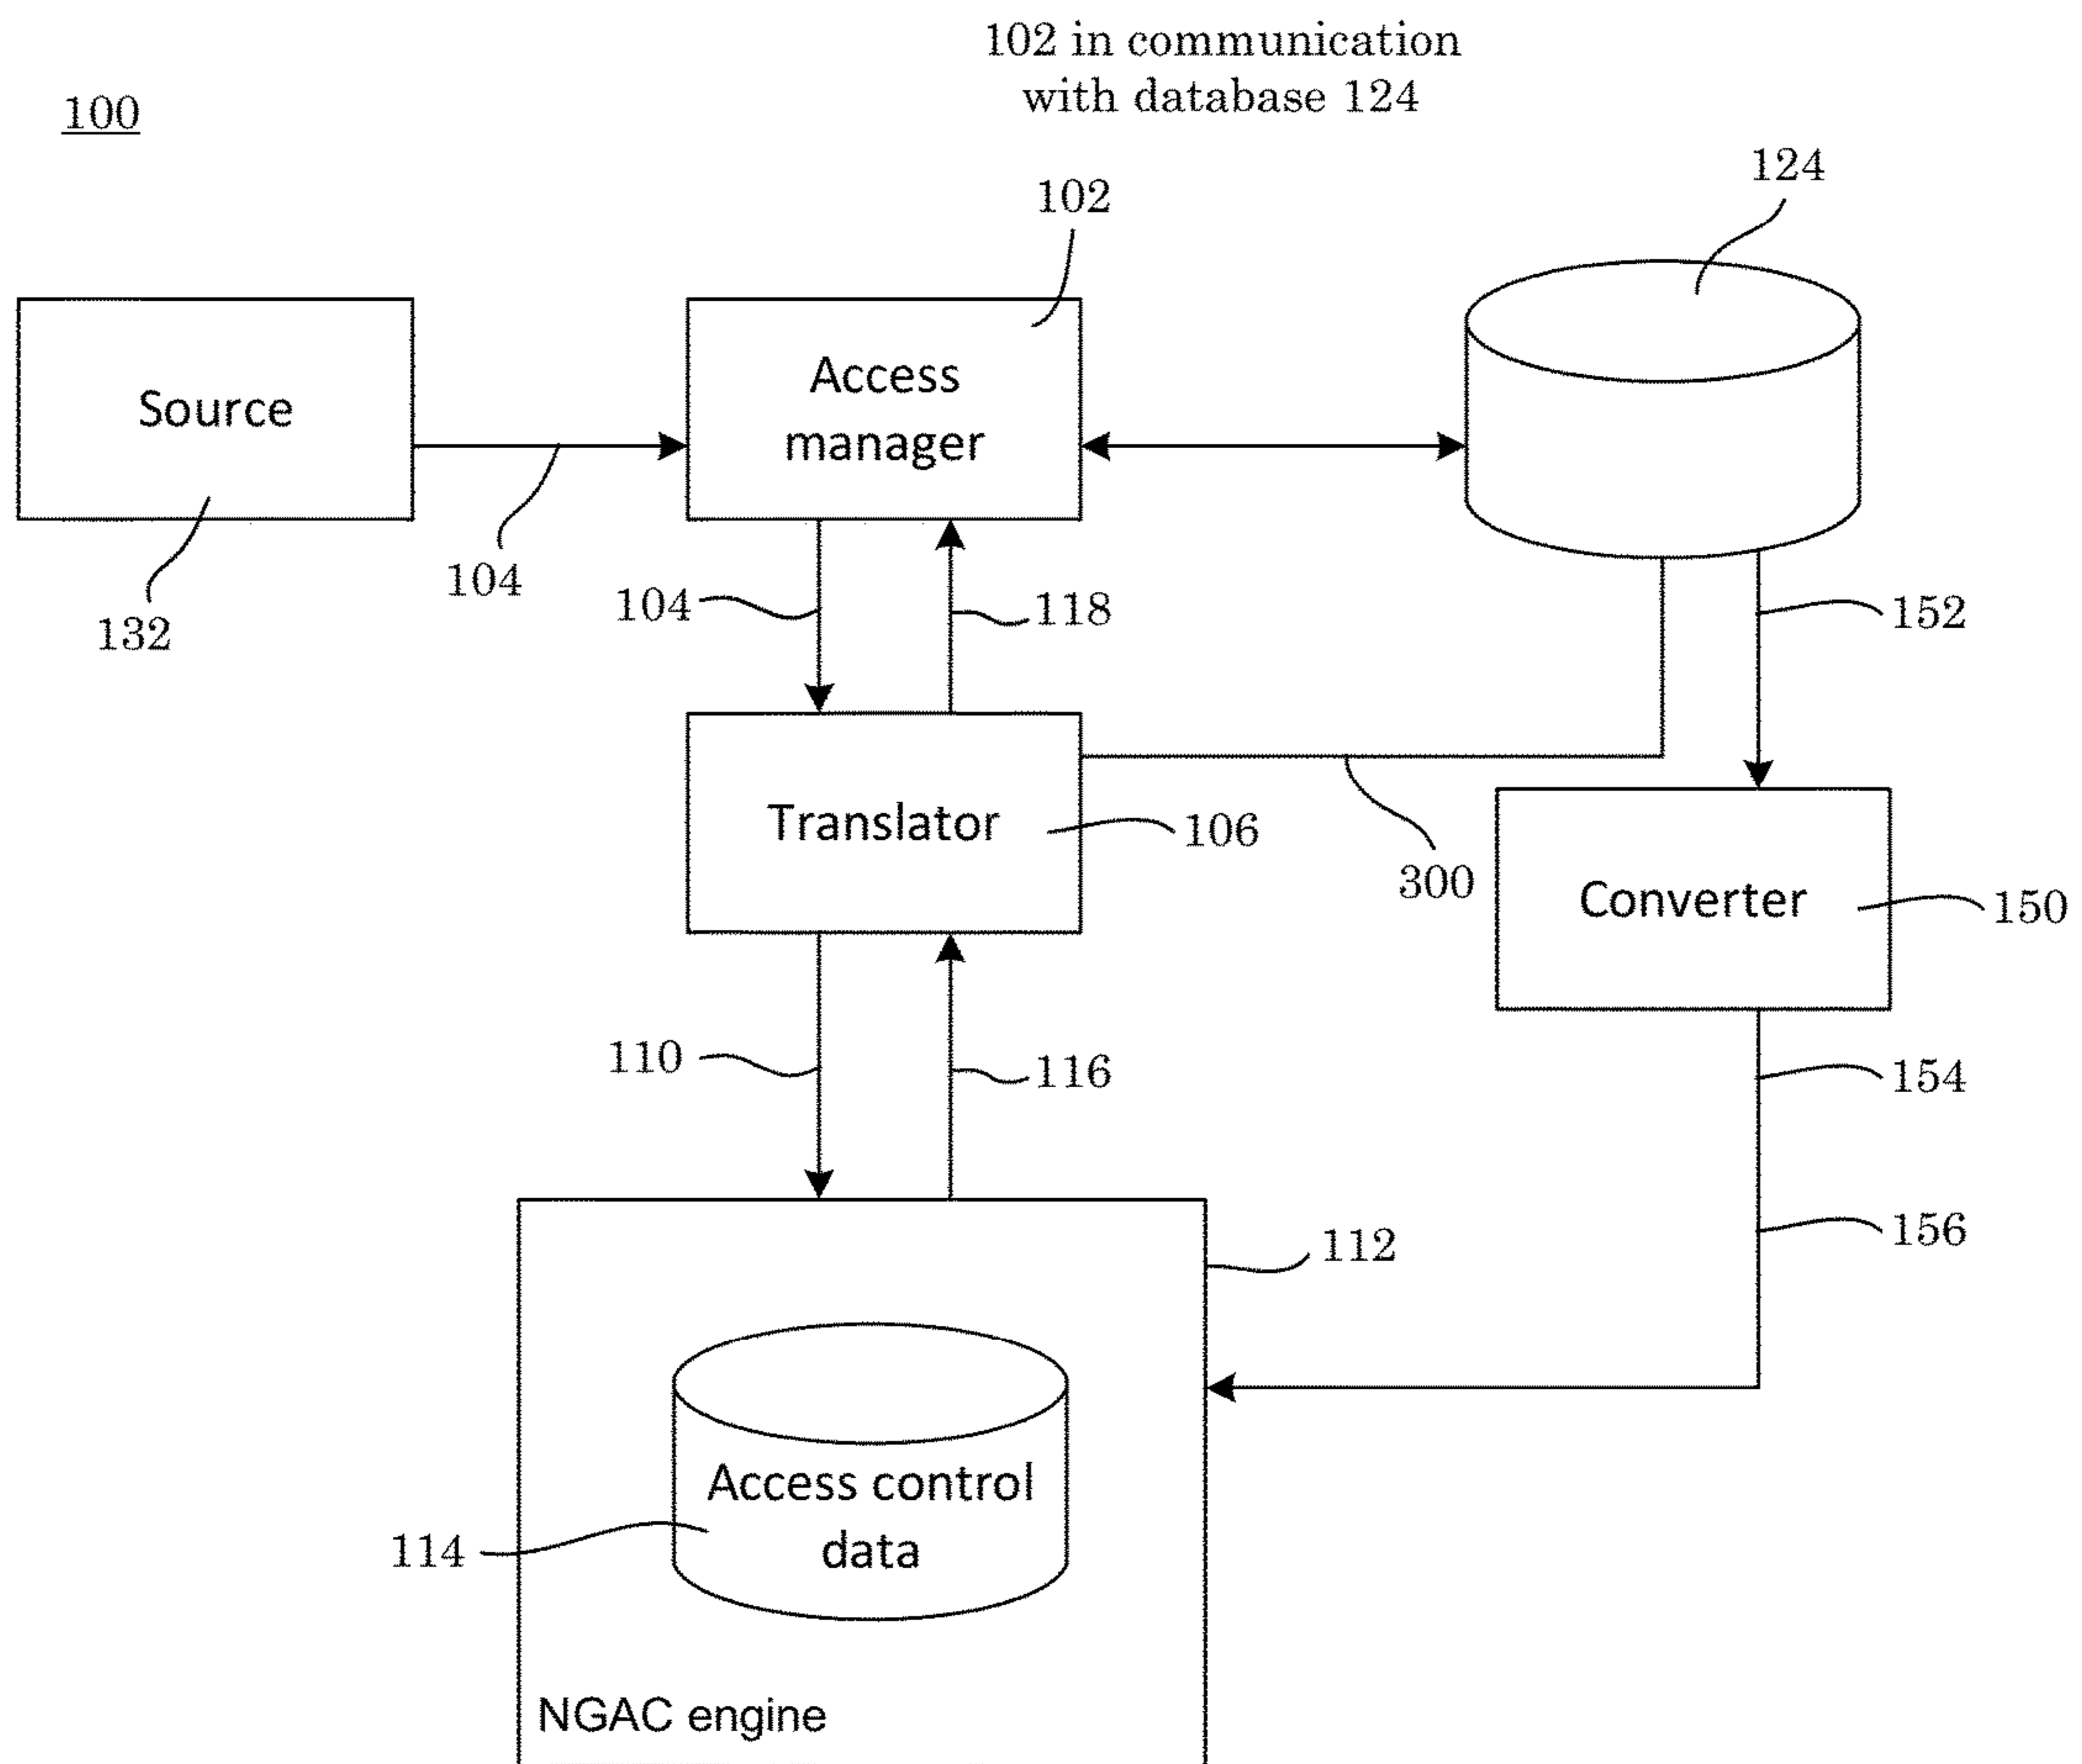 102 in communication
with database 124
100
124
102
Source
Access
manager
104
132
104
118
152
Translator
106
300
Converter
150
110
116
154
156
112
Access control
data
114
NGAC engine